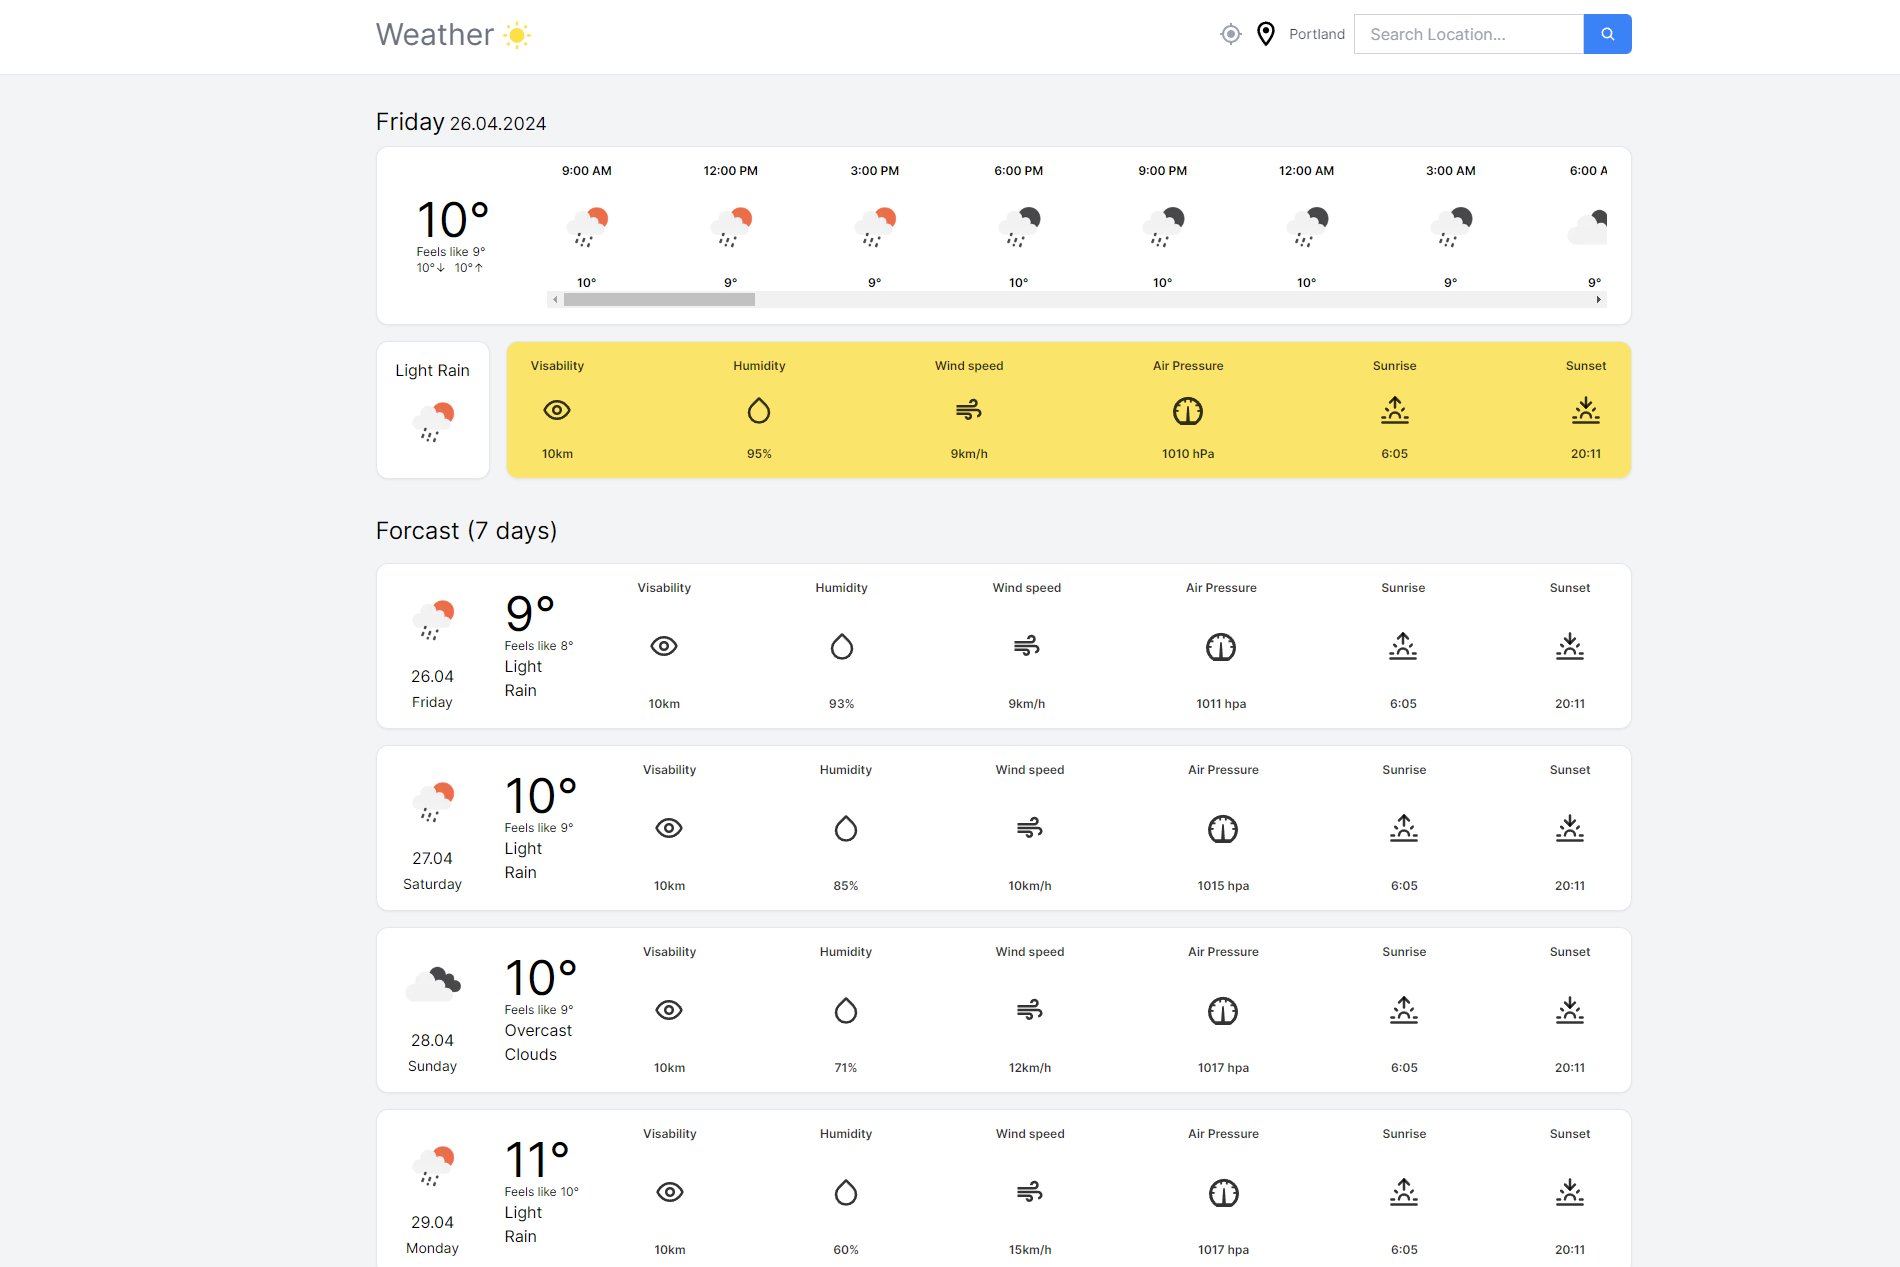 Weather
Portland
Search Location...
Friday 26.04.2024
10°
Feels like 9°
10°↓ 10°↑
9:00 AM 12:00 PM 3:00 PM 6:00 PM 9:00 PM 12:00 AM 3:00 AM 6:00 A
10° 9° 9° 10° 10° 10° 9° 9°
Light Rain
Visability Humidity Wind speed Air Pressure Sunrise Sunset
10km 95% 9km/h 1010 hPa 6:05 20:11
Forcast (7 days)
26.04
Friday
9°
Feels like 8°
Light
Rain
Visability Humidity Wind speed Air Pressure Sunrise Sunset
10km 93% 9km/h 1011 hpa 6:05 20:11
27.04
Saturday
10°
Feels like 9°
Light
Rain
Visability Humidity Wind speed Air Pressure Sunrise Sunset
10km 85% 10km/h 1015 hpa 6:05 20:11
28.04
Sunday
10°
Feels like 9°
Overcast
Clouds
Visability Humidity Wind speed Air Pressure Sunrise Sunset
10km 71% 12km/h 1017 hpa 6:05 20:11
29.04
Monday
11°
Feels like 10°
Light
Rain
Visability Humidity Wind speed Air Pressure Sunrise Sunset
10km 60% 15km/h 1017 hpa 6:05 20:11